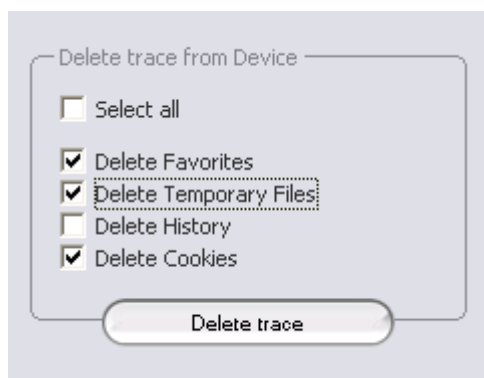 Delete trace from Device
Select all
Delete Favorites
Delete Temporary Files
Delete History
Delete Cookies
Delete trace